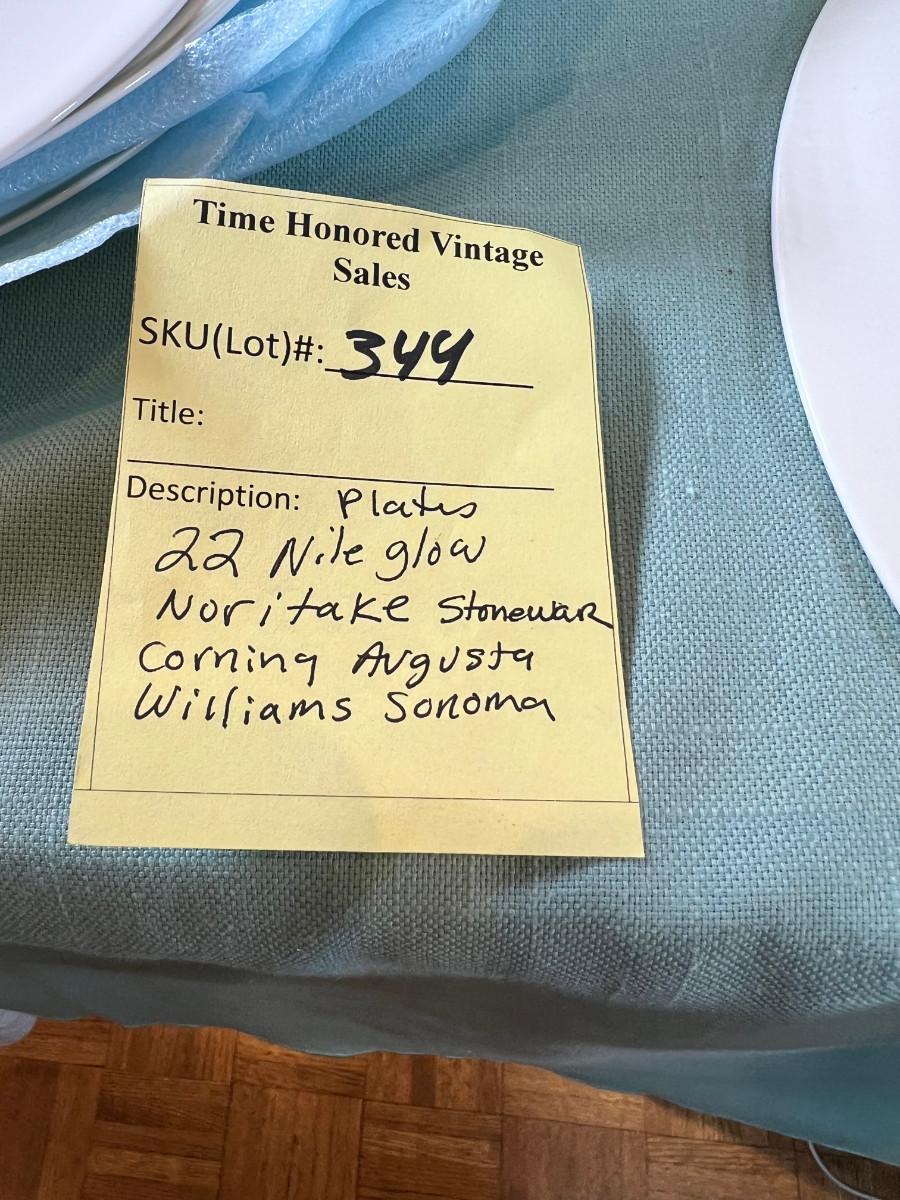 Time Honored Vintage
Sales
SKU(Lot)#: 344
Title:
Description: Plates
22 Nile glow
Noritake Stoneware
Corning Augusta
Williams Sonoma